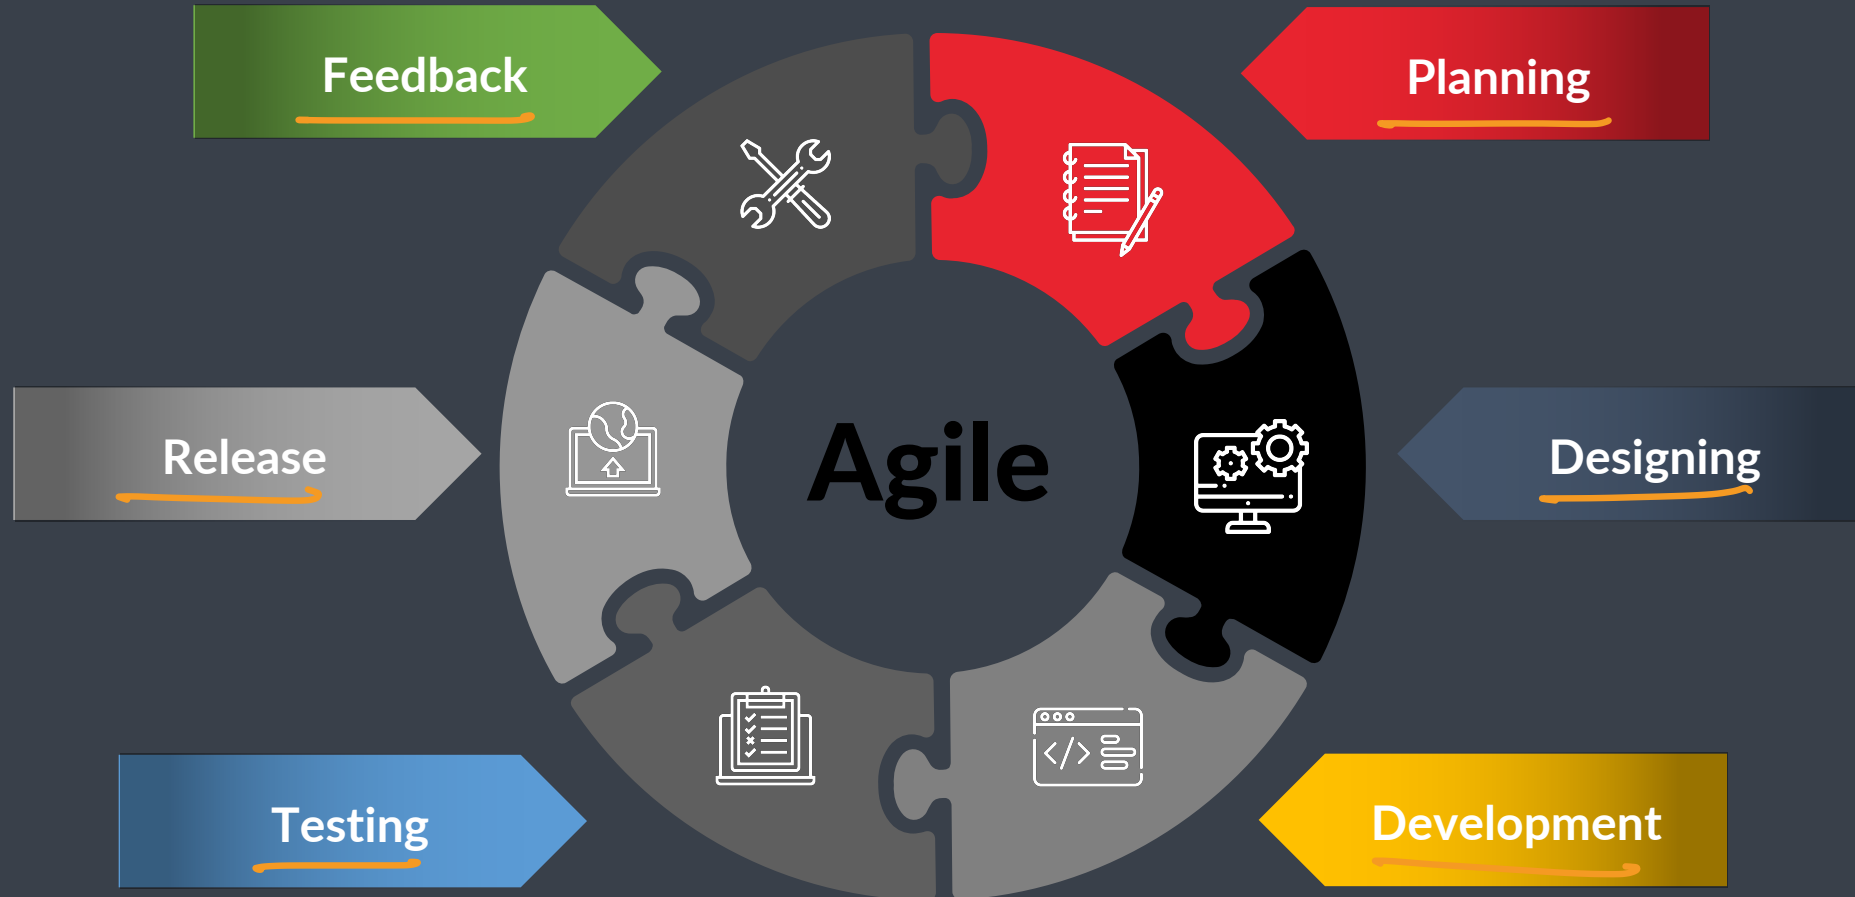 Feedback
Planning
Release
Agile
Designing
Testing
Development